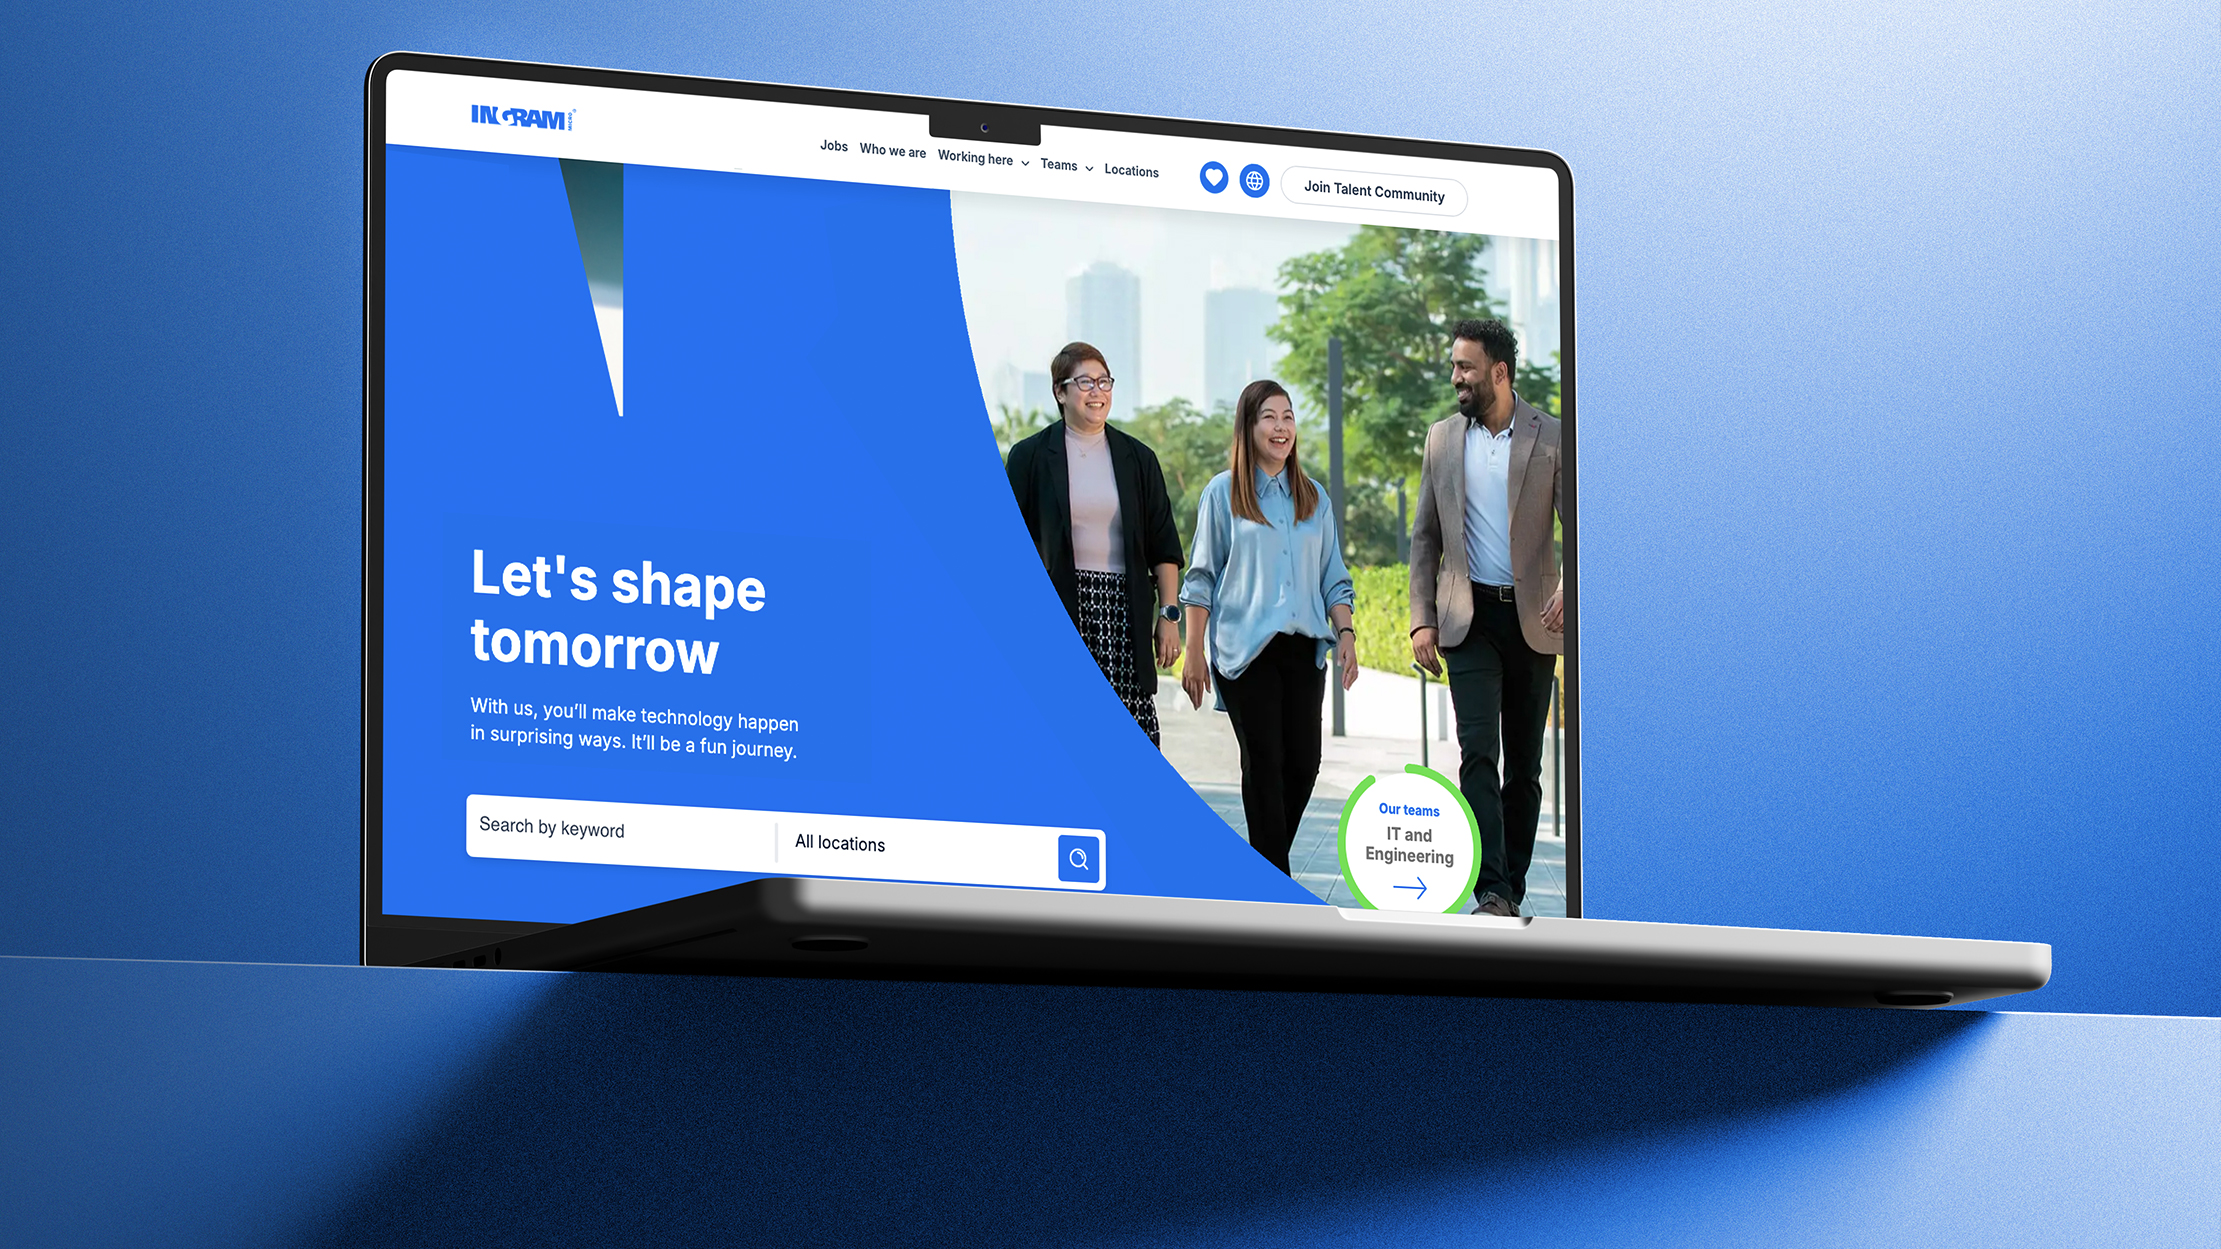 INGRAM MICRO
Jobs Who we are Working here Teams Locations
Join Talent Community
Let's shape
tomorrow
With us, you'll make technology happen
in surprising ways. It'll be a fun journey.
Search by keyword
All locations
Our teams
IT and
Engineering